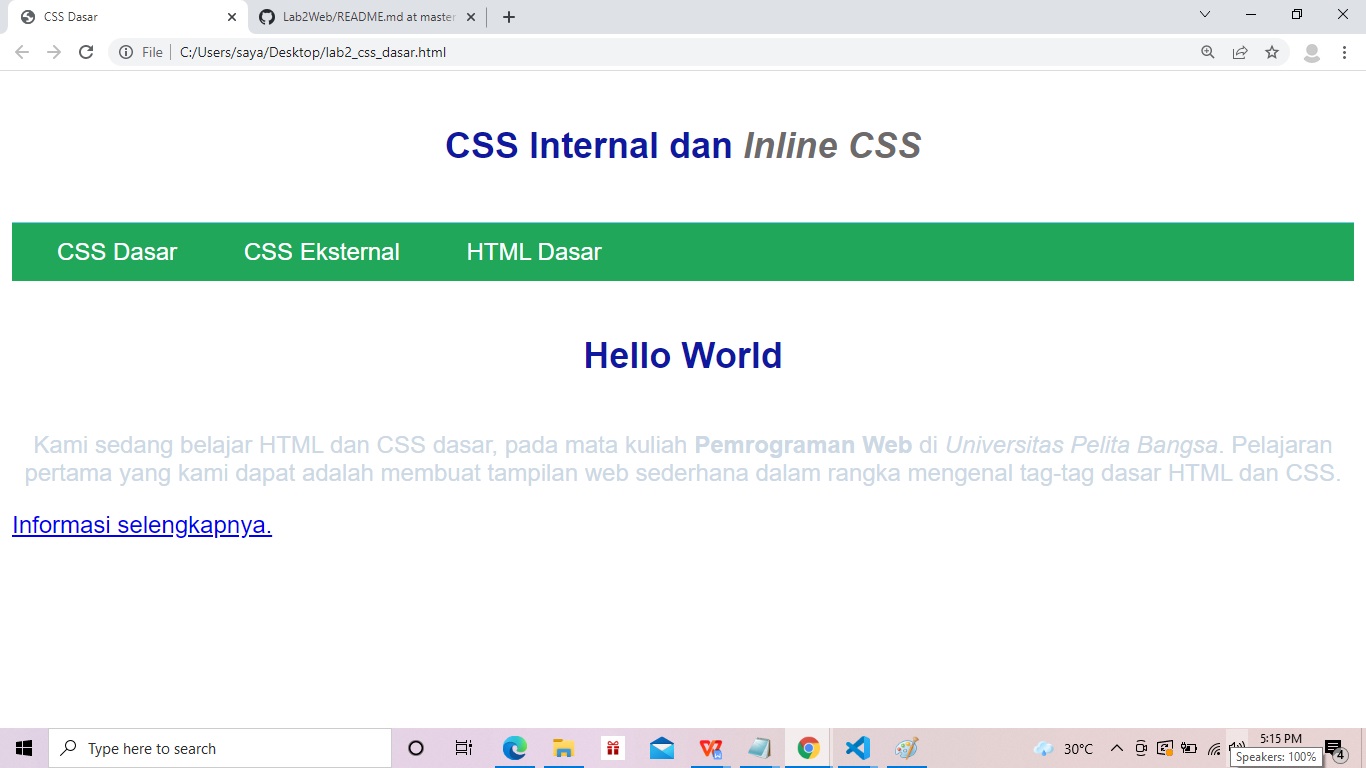 CSS Dasar
Lab2Web/README.md at master
File
C:/Users/saya/Desktop/lab2_css_dasar.html
CSS Internal dan Inline CSS
CSS Dasar
CSS Eksternal
HTML Dasar
Hello World
Kami sedang belajar HTML dan CSS dasar, pada mata kuliah Pemrograman Web di Universitas Pelita Bangsa. Pelajaran
pertama yang kami dapat adalah membuat tampilan web sederhana dalam rangka mengenal tag-tag dasar HTML dan CSS.
Informasi selengkapnya.
Type here to search
30°C
5:15 PM
Speakers: 100%
4